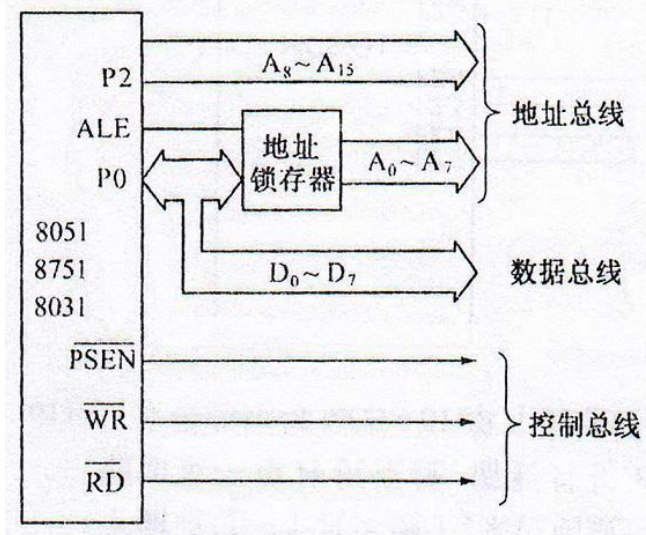 P2
A₈~A₁₅
地址总线
ALE
地址
锁存器
P0
A₀~A₇
8051
8751
8031
D₀~D₇
数据总线
PSEN
WR
控制总线
RD